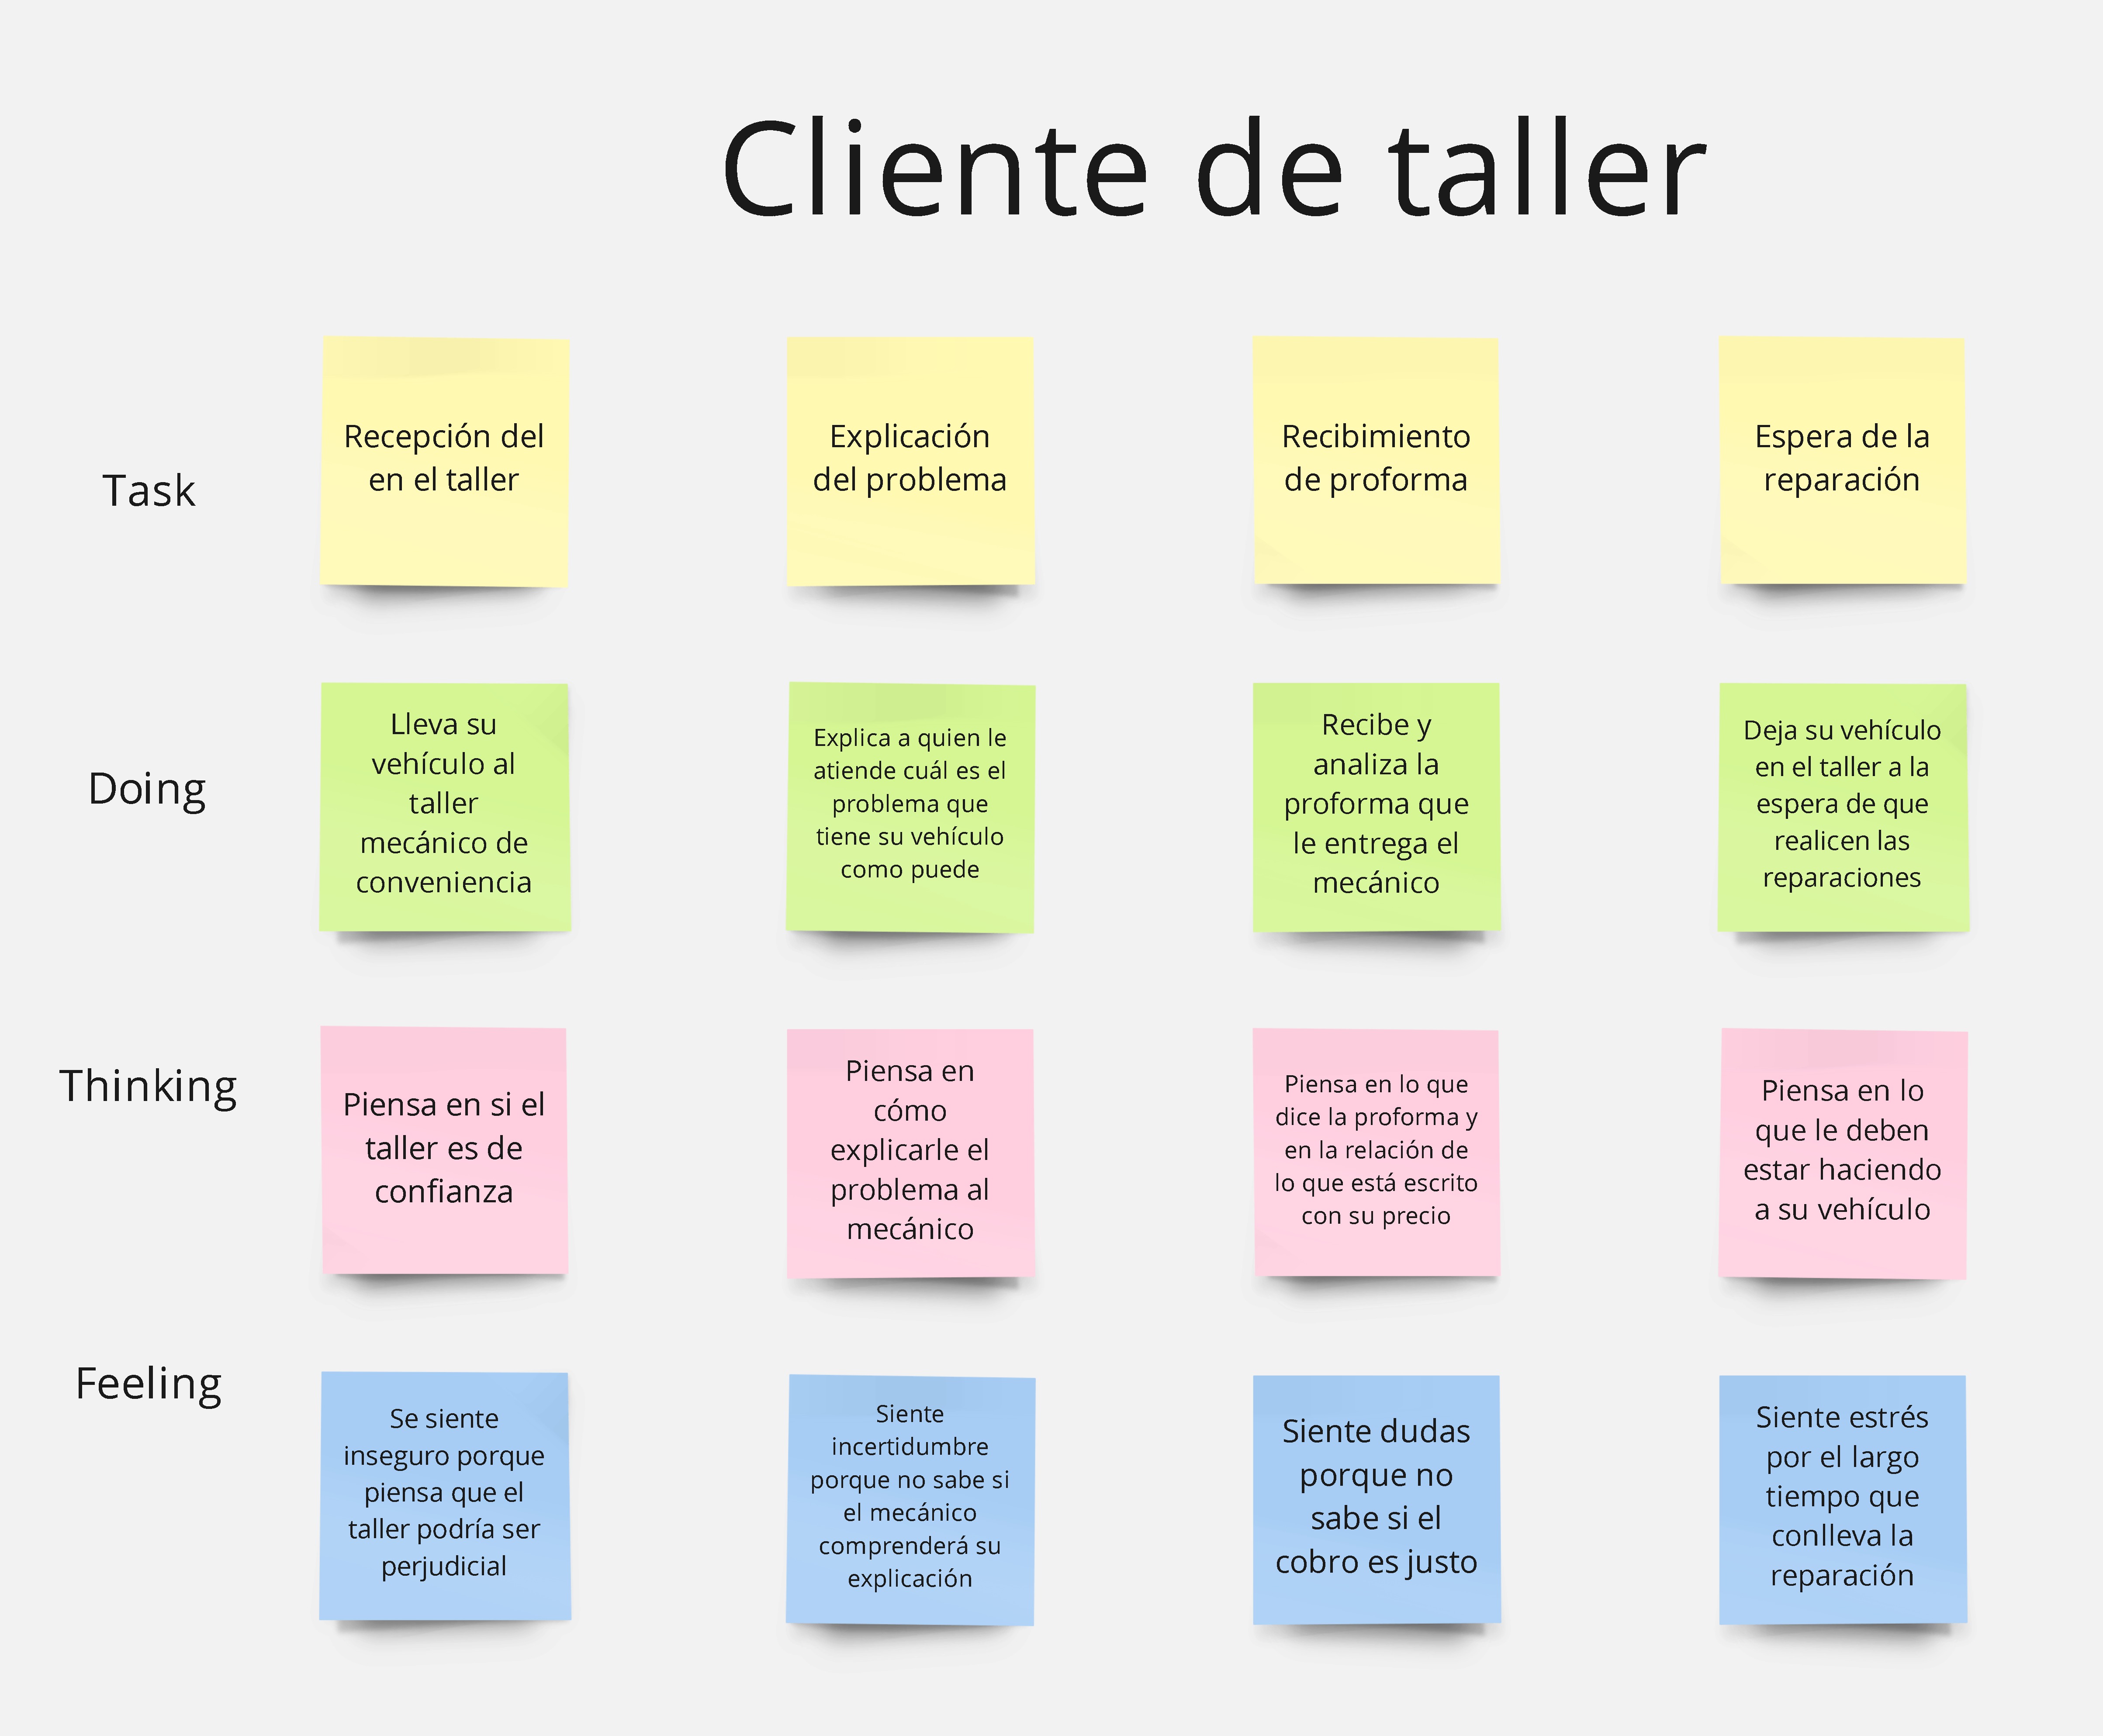 Cliente de taller
Task
Recepción del
en el taller
Explicación
del problema
Recibimiento
de proforma
Espera de la
reparación
Doing
Lleva su
vehículo al
taller
mecánico de
conveniencia
Explica a quien le
atiende cuál es el
problema que
tiene su vehículo
como puede
Recibe y
analiza la
proforma que
le entrega el
mecánico
Deja su vehículo
en el taller a la
espera de que
realicen las
reparaciones
Thinking
Piensa en si el
taller es de
confianza
Piensa en
cómo
explicarle el
problema al
mecánico
Piensa en lo que
dice la proforma y
en la relación de
lo que está escrito
con su precio
Piensa en lo
que le deben
estar haciendo
a su vehículo
Feeling
Se siente
inseguro porque
piensa que el
taller podría ser
perjudicial
Siente
incertidumbre
porque no sabe si
el mecánico
comprenderá su
explicación
Siente dudas
porque no
sabe si el
cobro es justo
Siente estrés
por el largo
tiempo que
conlleva la
reparación